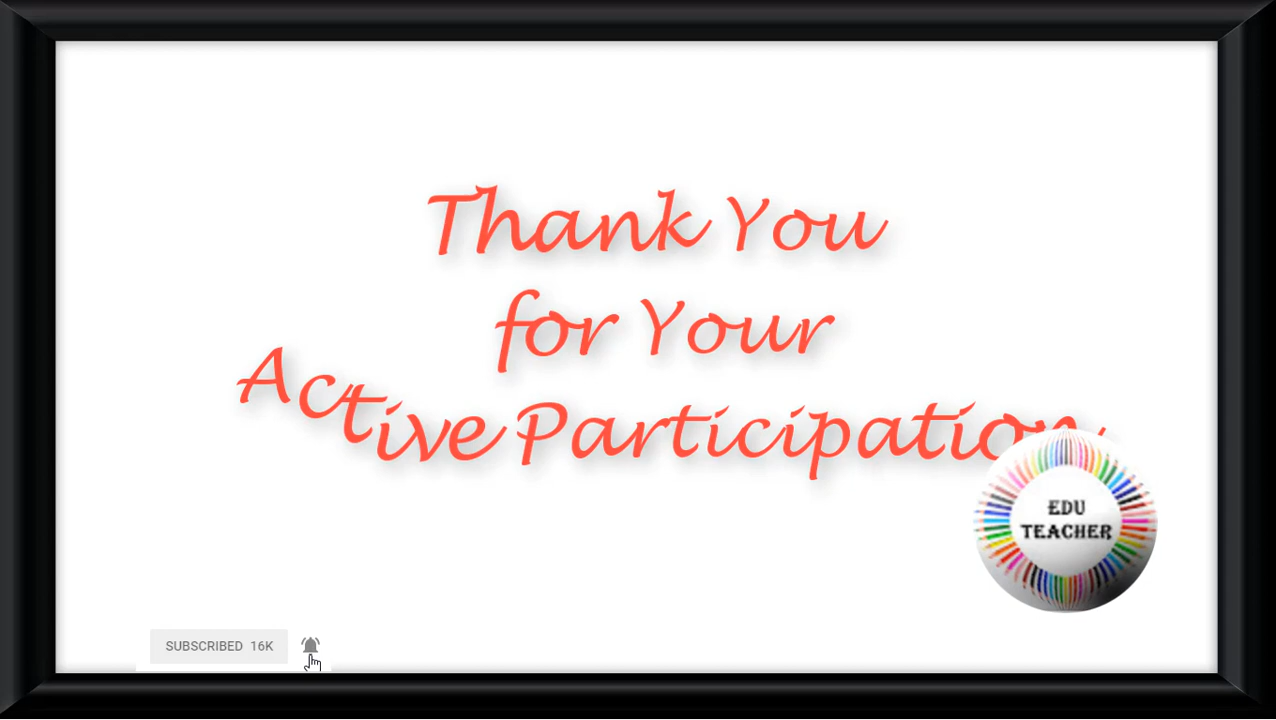 Thank You
for Your
Active Participation
EDU
TEACHER
SUBSCRIBED 16K